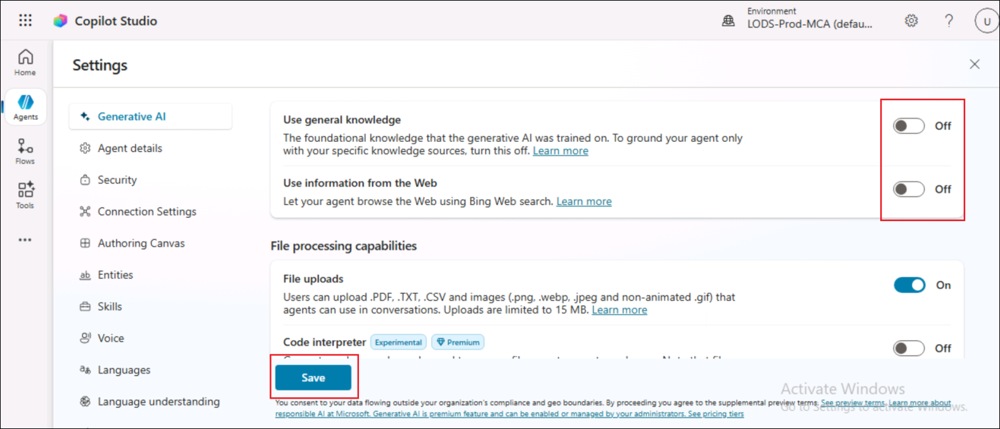 Copilot Studio
Environment
LODS-Prod-MCA (defau...
?
U
Home
Agents
Flows
Tools
Settings
Generative AI
Agent details
Security
Connection Settings
Authoring Canvas
Entities
Skills
Voice
Languages
Language understanding
Use general knowledge
The foundational knowledge that the generative AI was trained on. To ground your agent only
with your specific knowledge sources, turn this off. Learn more
Off
Use information from the Web
Let your agent browse the Web using Bing Web search. Learn more
Off
File processing capabilities
File uploads
Users can upload .PDF, .TXT, .CSV and images (.png, .webp, .jpeg and non-animated .gif) that
agents can use in conversations. Uploads are limited to 15 MB. Learn more
On
Code interpreter Experimental Premium
Off
Save
You consent to your data flowing outside your organization's compliance and geo boundaries. By proceeding you agree to the supplemental preview terms. See preview terms. Learn more about
responsible AI at Microsoft. Generative AI is premium feature and can be enabled or managed by your administrators. See pricing tiers
Activate Windows
Go to Settings to activate Windows.